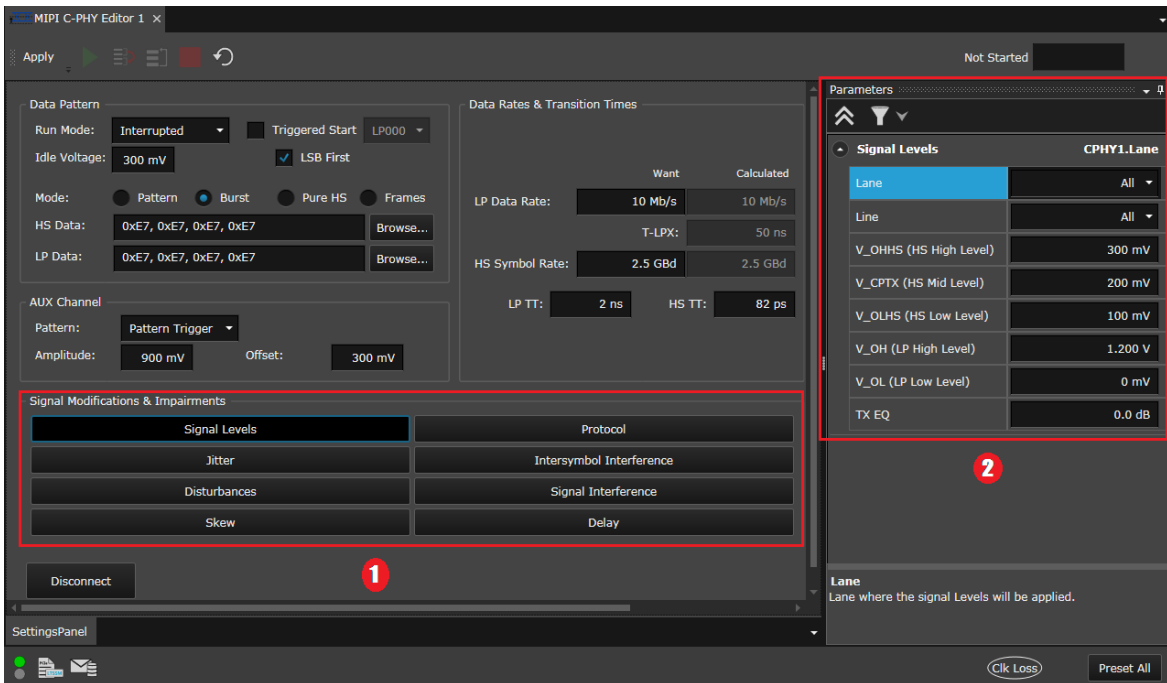 MIPI C-PHY Editor 1 ×
Apply
Not Started
Data Pattern
Run Mode: Interrupted Triggered Start LP000
Idle Voltage: 300 mV LSB First
Mode: Pattern Burst Pure HS Frames
HS Data: 0xE7, 0xE7, 0xE7, 0xE7 Browse...
LP Data: 0xE7, 0xE7, 0xE7, 0xE7 Browse...
AUX Channel
Pattern: Pattern Trigger
Amplitude: 900 mV Offset: 300 mV
Data Rates & Transition Times
Want Calculated
LP Data Rate: 10 Mb/s 10 Mb/s
T-LPX: 50 ns
HS Symbol Rate: 2.5 GBd 2.5 GBd
LP TT: 2 ns HS TT: 82 ps
Signal Modifications & Impairments
Signal Levels Protocol
Jitter Intersymbol Interference
Disturbances Signal Interference
Skew Delay
1
Disconnect
SettingsPanel
Parameters
Signal Levels CPHY1.Lane
Lane All
Line All
V_OHHS (HS High Level) 300 mV
V_CPTX (HS Mid Level) 200 mV
V_OLHS (HS Low Level) 100 mV
V_OH (LP High Level) 1.200 V
V_OL (LP Low Level) 0 mV
TX EQ 0.0 dB
2
Lane
Lane where the signal Levels will be applied.
Clk Loss Preset All